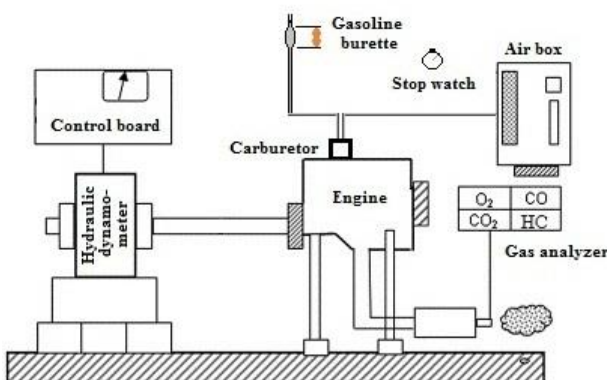 Gasoline
burette
Air box
Stop watch
Control board
Carburetor
Engine
Hydraulic
dynamo-
meter
O₂ CO
CO₂ HC
Gas analyzer